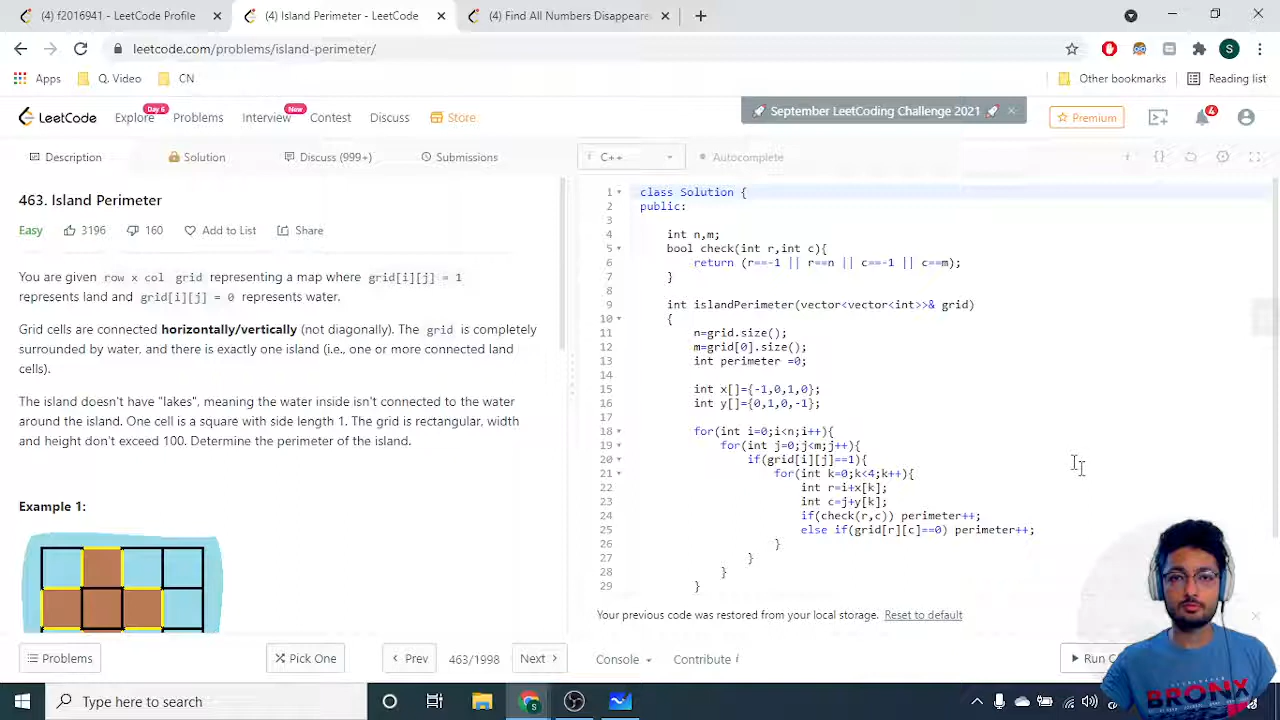 (4) f2016941 - LeetCode Profile
(4) Island Perimeter - LeetCode
(4) Find All Numbers Disappeare
leetcode.com/problems/island-perimeter/
S
Apps
Q. Video
CN
Other bookmarks
Reading list
LeetCode
Explore
Day 6
Problems
Interview
New
Contest
Discuss
Store
September LeetCoding Challenge 2021
Premium
4
Description
Solution
Discuss (999+)
Submissions
i C++
Autocomplete
463. Island Perimeter
Easy
3196
160
Add to List
Share
You are given row x col grid representing a map where grid[i][j] = 1
represents land and grid[i][j] = 0 represents water.
Grid cells are connected horizontally/vertically (not diagonally). The grid is completely
surrounded by water, and there is exactly one island (i.e., one or more connected land
cells).
The island doesn't have "lakes", meaning the water inside isn't connected to the water
around the island. One cell is a square with side length 1. The grid is rectangular, width
and height don't exceed 100. Determine the perimeter of the island.
Example 1:
1 class Solution {
2 public:
3
4 int n,m;
5 bool check(int r,int c){
6 return (r==-1 || r==n || c==-1 || c==m);
7 }
8
9 int islandPerimeter(vector<vector<int>>& grid)
10 {
11 n=grid.size();
12 m=grid[0].size();
13 int perimeter =0;
14
15 int x[]={-1,0,1,0};
16 int y[]={0,1,0,-1};
17
18 for(int i=0;i<n;i++){
19 for(int j=0;j<m;j++){
20 if(grid[i][j]==1){
21 for(int k=0;k<4;k++){
22 int r=i+x[k];
23 int c=j+y[k];
24 if(check(r,c)) perimeter++;
25 else if(grid[r][c]==0) perimeter++;
26 }
27 }
28 }
29 }
Your previous code was restored from your local storage. Reset to default
Problems
Pick One
Prev
463/1998
Next
Console
Contribute i
Run C
Type here to search
BRONX